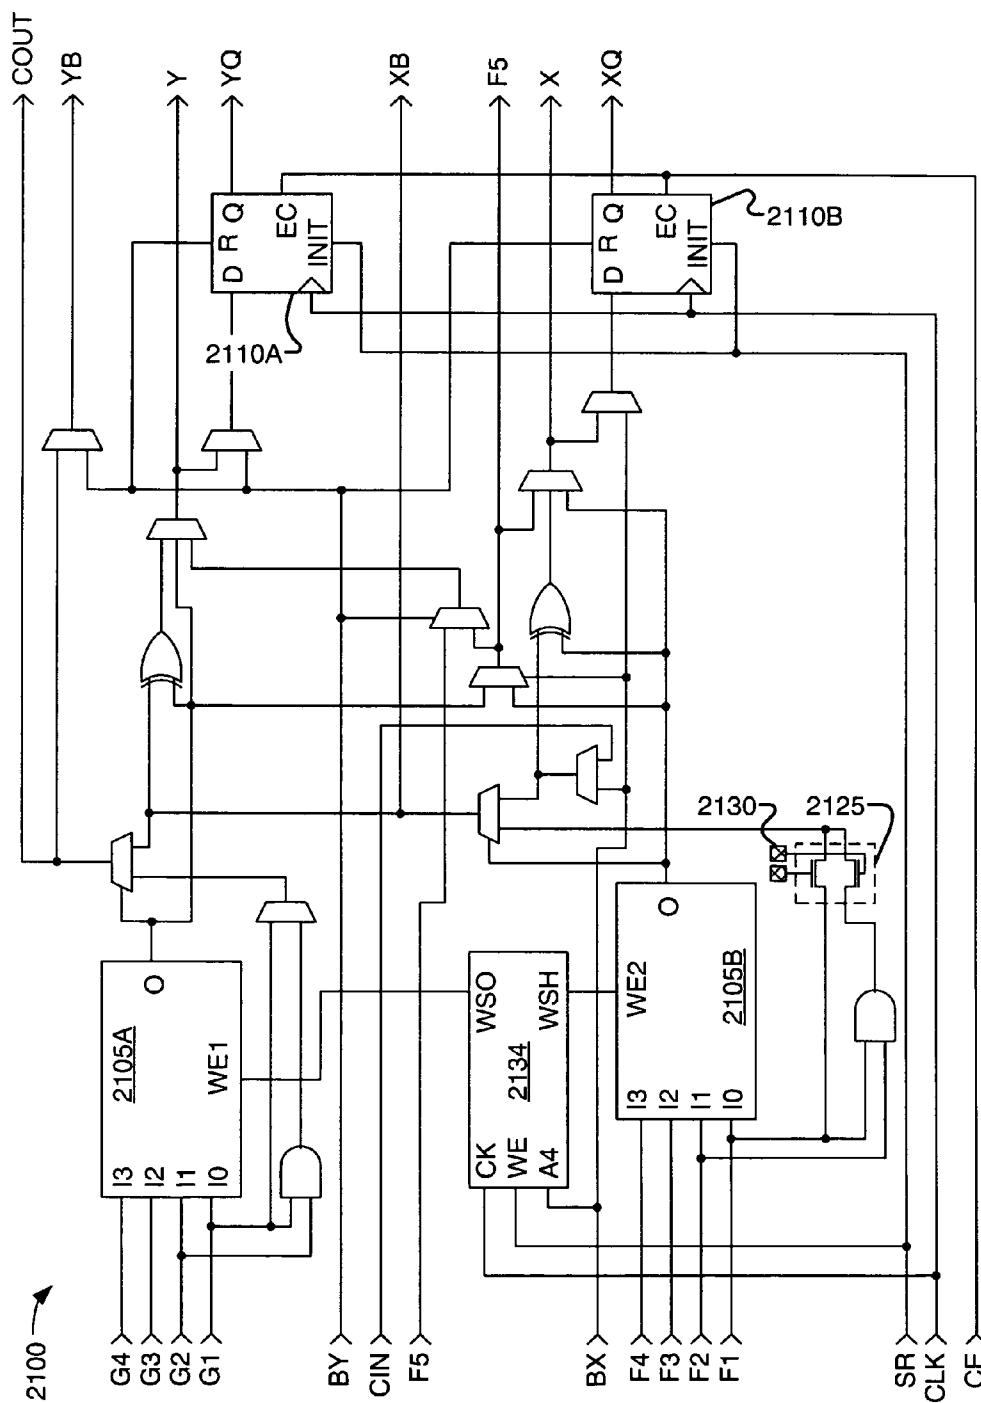 2100
G4
G3
G2
G1
BY
CIN
F5
BX
F4
F3
F2
F1
SR
CLK
CE
I3
I2
I1
I0
2105A
WE1
O
CK
WE
A4
2134
WSO
WSH
I3
I2
I1
I0
WE2
2105B
O
2130
2125
D
R
Q
EC
INIT
2110A
D
R
Q
EC
INIT
2110B
COUT
YB
Y
YQ
XB
F5
X
XQ